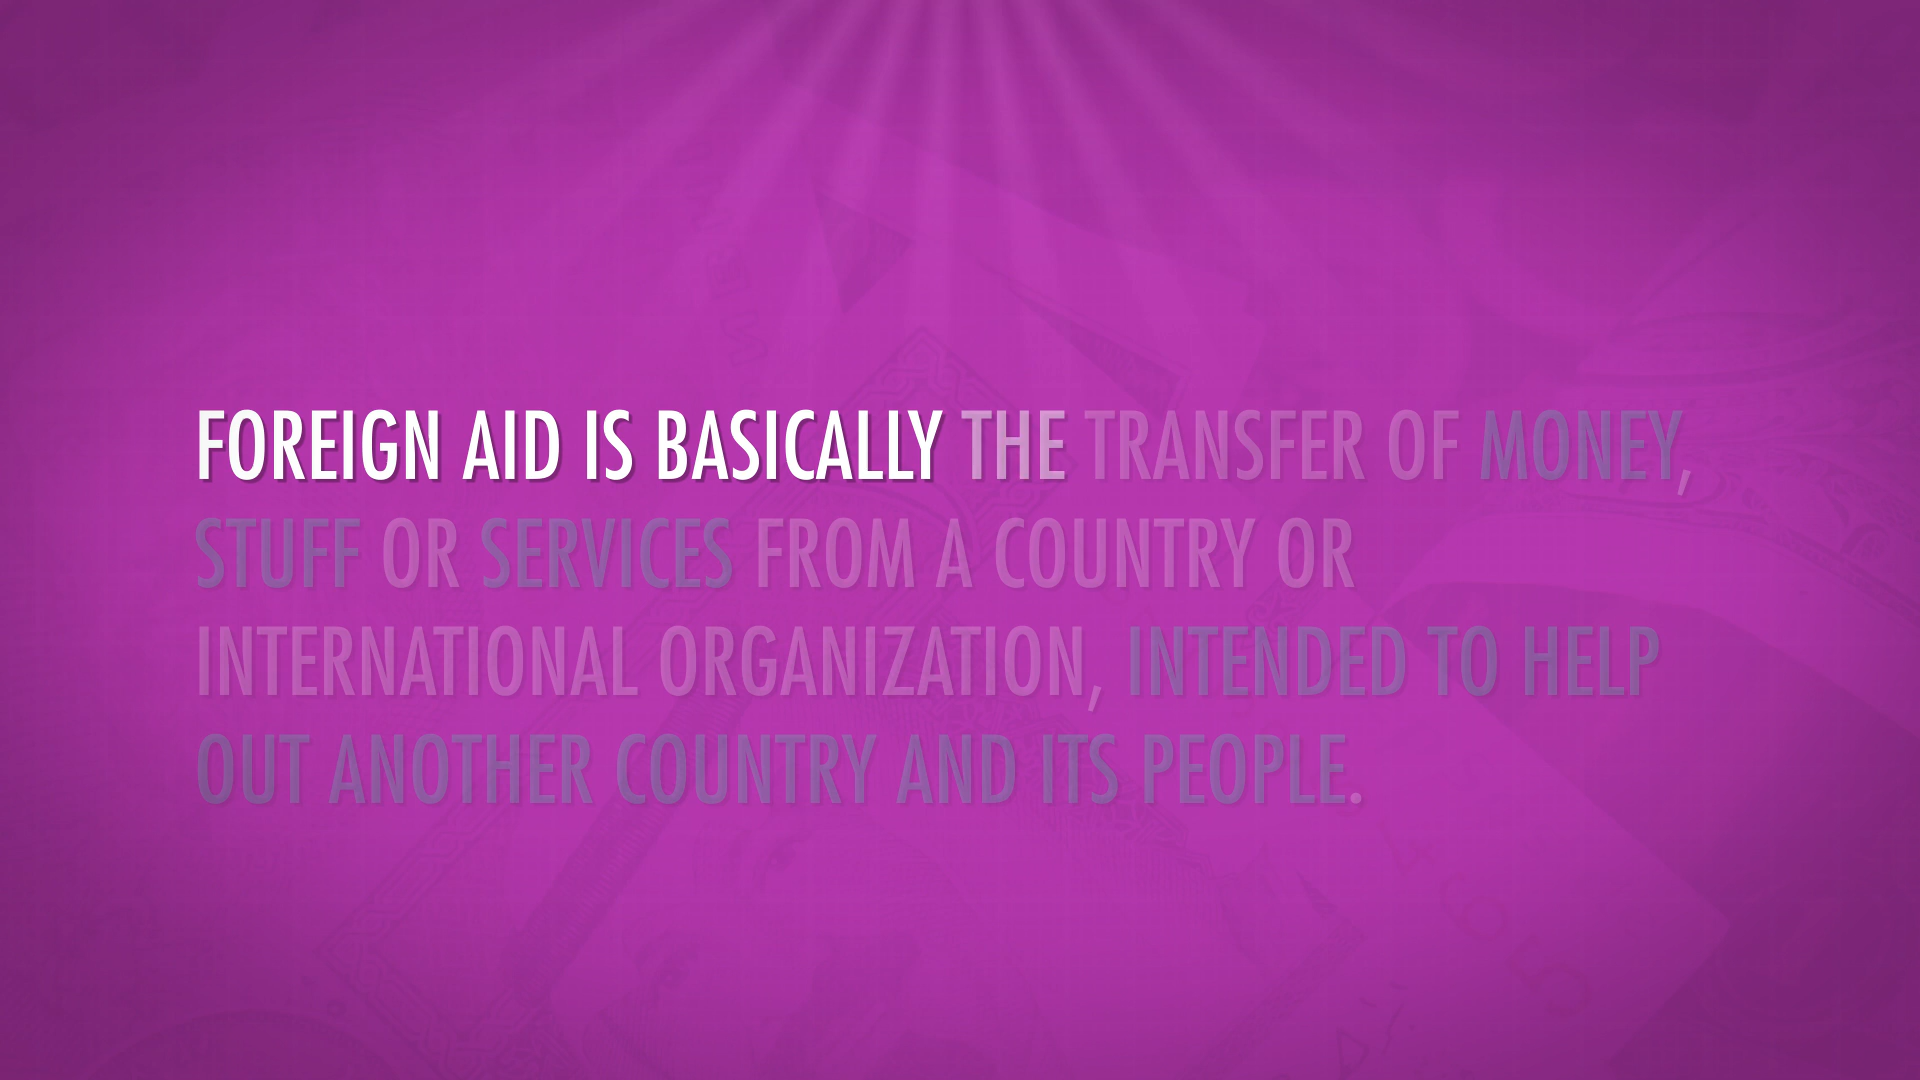 FOREIGN AID IS BASICALLY THE TRANSFER OF MONEY,
STUFF OR SERVICES FROM A COUNTRY OR
INTERNATIONAL ORGANIZATION, INTENDED TO HELP
OUT ANOTHER COUNTRY AND ITS PEOPLE.